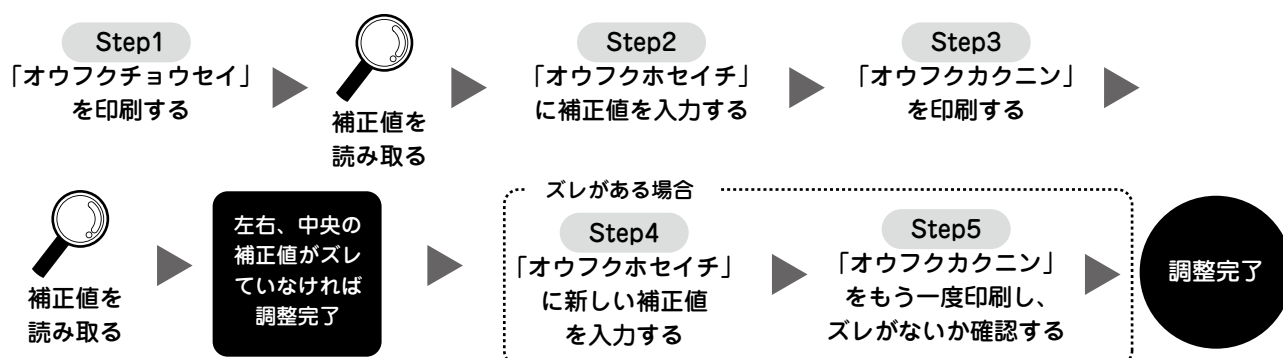 Step1
「オウフクチョウセイ」
を印刷する
補正値を
読み取る
Step2
「オウフクホセイチ」
に補正値を入力する
Step3
「オウフクカクニン」
を印刷する
補正値を
読み取る
左右、中央の
補正値がズレ
ていなければ
調整完了
ズレがある場合
Step4
「オウフクホセイチ」
に新しい補正値
を入力する
Step5
「オウフクカクニン」
をもう一度印刷し、
ズレがないか確認する
調整完了